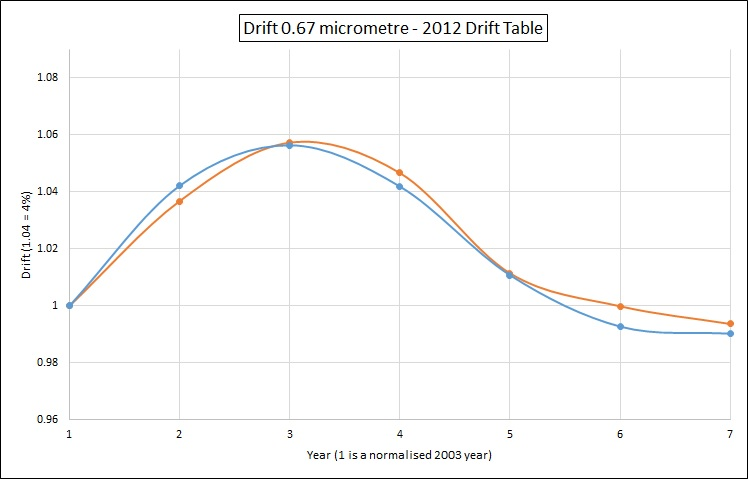 Drift 0.67 micrometre - 2012 Drift Table
1.08
1.06
1.04
1.02
1
0.98
0.96
Drift (1.04 = 4%)
1 2 3 4 5 6 7
Year (1 is a normalised 2003 year)